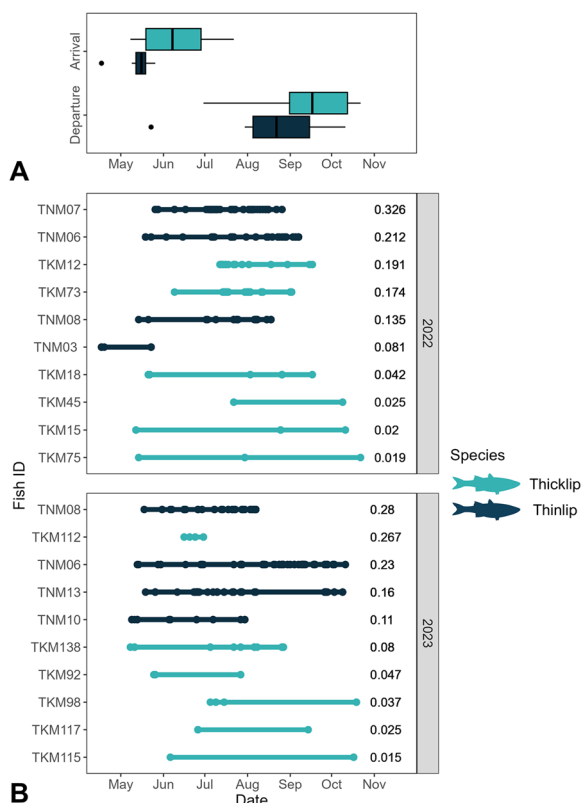 Arrival
Departure
May Jun Jul Aug Sep Oct Nov
A
TNM07 0.326
TNM06 0.212
TKM12 0.191
TKM73 0.174
TNM08 0.135
TNM03 0.081
TKM18 0.042
TKM45 0.025
TKM15 0.02
TKM75 0.019
2022
Fish ID
Species
Thicklip
Thinlip
TNM08 0.28
TKM112 0.267
TNM06 0.23
TNM13 0.16
TNM10 0.11
TKM138 0.08
TKM92 0.047
TKM98 0.037
TKM117 0.025
TKM115 0.015
2023
May Jun Jul Aug Sep Oct Nov
B
Date